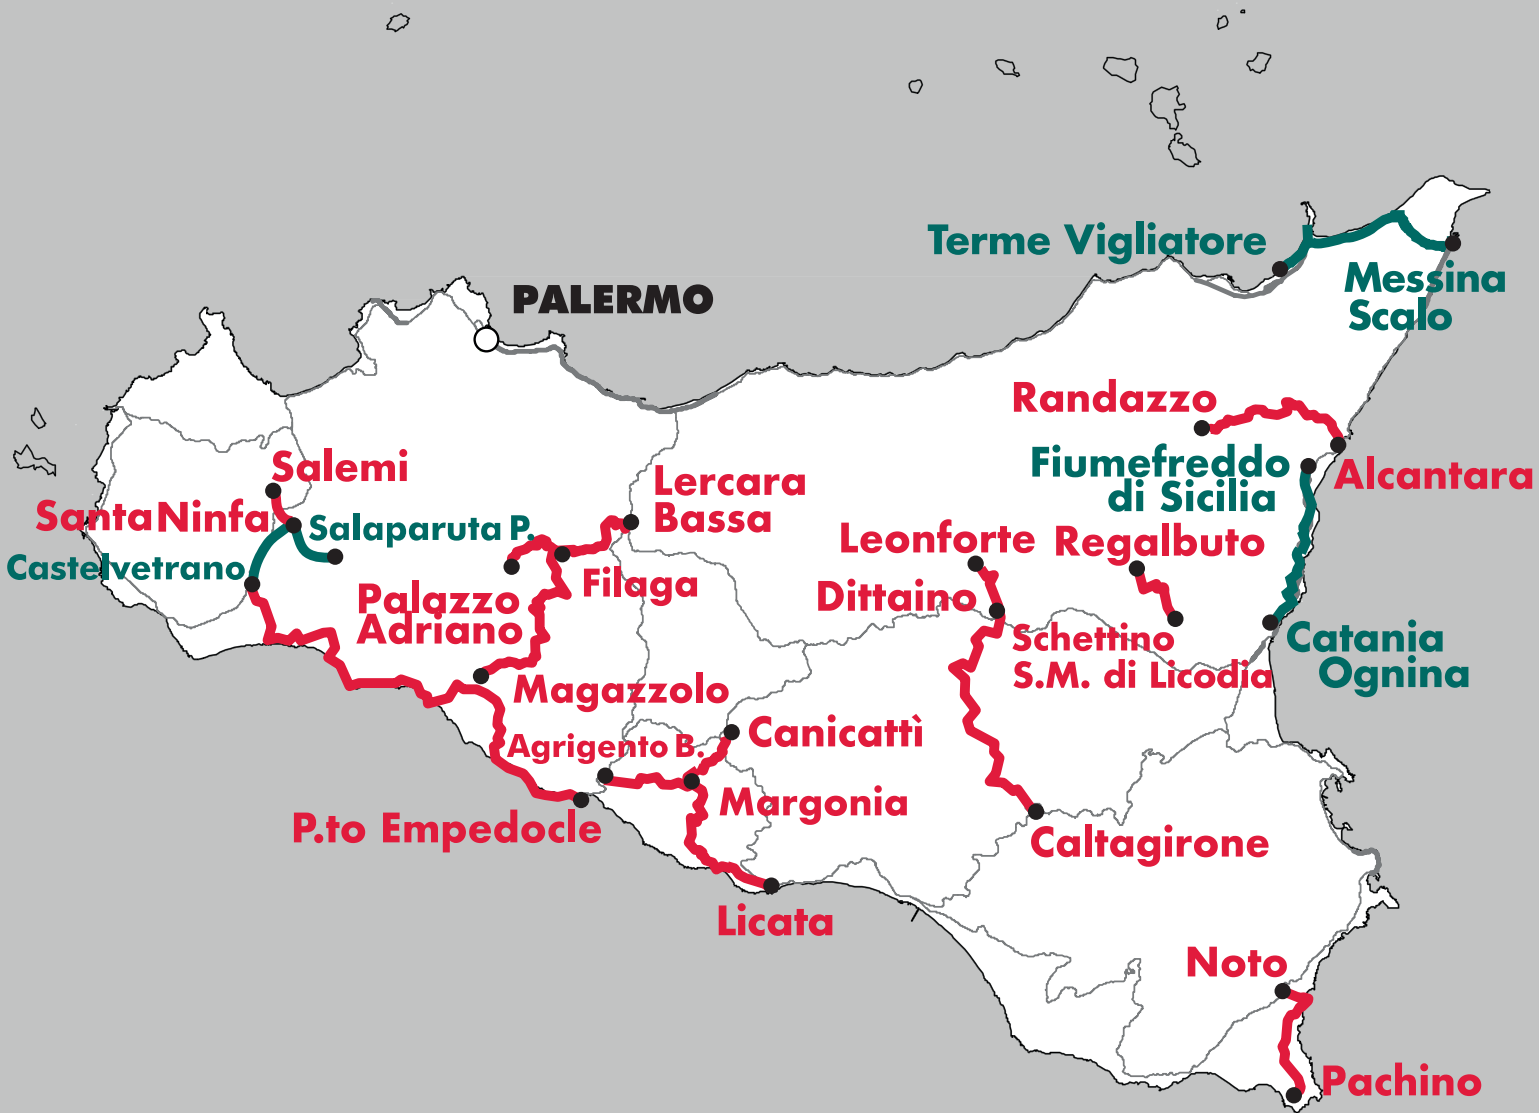 Terme Vigliatore
Messina
Scalo
PALERMO
Randazzo
Fiumefreddo
di Sicilia
Alcantara
Salemi
Lercara
Bassa
Santa Ninfa
Salaparuta P.
Castelvetrano
Leonforte
Regalbuto
Filaga
Palazzo
Adriano
Dittaino
Schettino
S.M. di Licodia
Catania
Ognina
Magazzolo
Agrigento B.
Canicattì
Margonia
P.to Empedocle
Caltagirone
Licata
Noto
Pachino